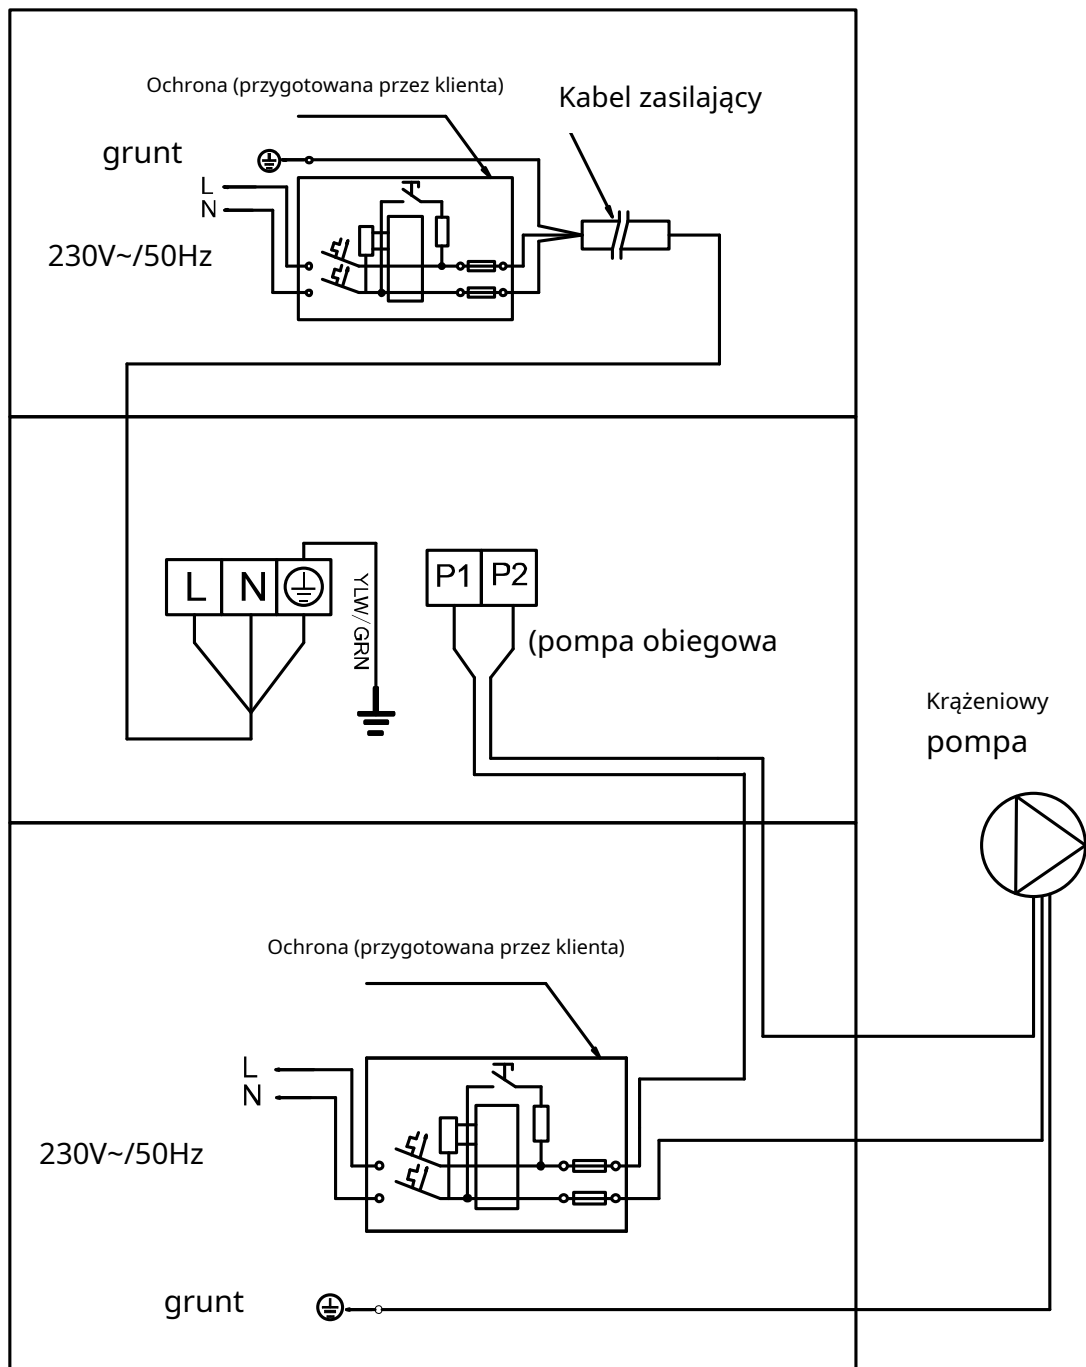 Ochrona (przygotowana przez klienta)
Kabel zasilający
grunt
L
N
230V~/50Hz
L N
YLW/GRN
P1 P2
(pompa obiegowa
Krążeniowy
pompa
Ochrona (przygotowana przez klienta)
L
N
230V~/50Hz
grunt